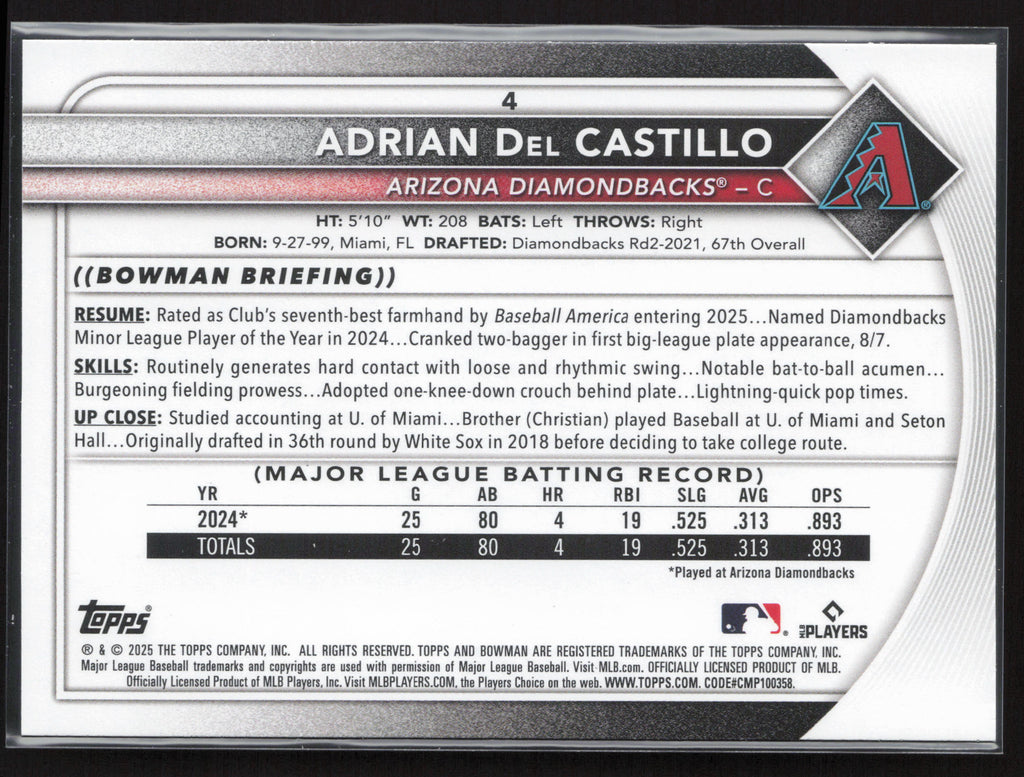 4
ADRIAN DEL CASTILLO
ARIZONA DIAMONDBACKS® – C
A®
HT: 5'10" WT: 208 BATS: Left THROWS: Right
BORN: 9-27-99, Miami, FL DRAFTED: Diamondbacks Rd2-2021, 67th Overall
((BOWMAN BRIEFING))
RESUME: Rated as Club's seventh-best farmhand by Baseball America entering 2025...Named Diamondbacks
Minor League Player of the Year in 2024...Cranked two-bagger in first big-league plate appearance, 8/7.
SKILLS: Routinely generates hard contact with loose and rhythmic swing...Notable bat-to-ball acumen...
Burgeoning fielding prowess...Adopted one-knee-down crouch behind plate...Lightning-quick pop times.
UP CLOSE: Studied accounting at U. of Miami...Brother (Christian) played Baseball at U. of Miami and Seton
Hall...Originally drafted in 36th round by White Sox in 2018 before deciding to take college route.
(MAJOR LEAGUE BATTING RECORD)
YR G AB HR RBI SLG AVG OPS
2024* 25 80 4 19 .525 .313 .893
TOTALS 25 80 4 19 .525 .313 .893
*Played at Arizona Diamondbacks
TOPPS® MLB PLAYERS
® & © 2025 THE TOPPS COMPANY, INC. ALL RIGHTS RESERVED. TOPPS AND BOWMAN ARE REGISTERED TRADEMARKS OF THE TOPPS COMPANY, INC.
Major League Baseball trademarks and copyrights are used with permission of Major League Baseball. Visit MLB.com. OFFICIALLY LICENSED PRODUCT OF MLB.
Officially Licensed Product of MLB Players, Inc. Visit MLBPLAYERS.COM, the Players Choice on the web. WWW.TOPPS.COM. CODE#CMP100358.